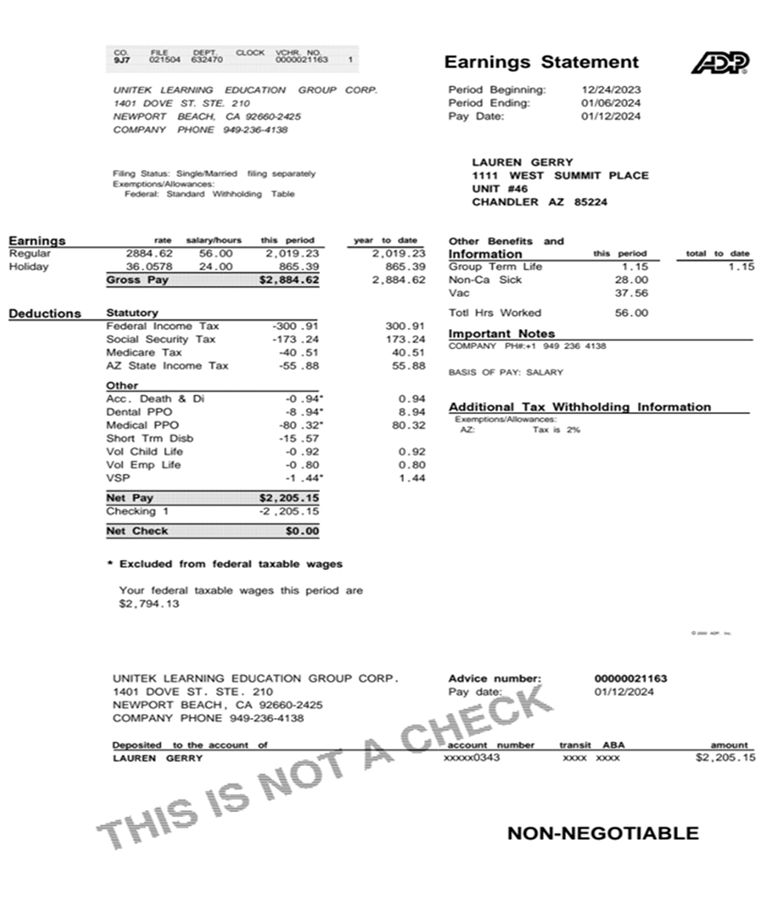 CO. FILE DEPT. CLOCK VCHR. NO.
9J7 021504 632470 0000021163 1
Earnings Statement
ADP®
UNITEK LEARNING EDUCATION GROUP CORP.
1401 DOVE ST. STE. 210
NEWPORT BEACH, CA 92660-2425
COMPANY PHONE 949-236-4138
Period Beginning: 12/24/2023
Period Ending: 01/06/2024
Pay Date: 01/12/2024
Filing Status: Single/Married filing separately
Exemptions/Allowances:
Federal: Standard Withholding Table
LAUREN GERRY
1111 WEST SUMMIT PLACE
UNIT #46
CHANDLER AZ 85224
Earnings rate salary/hours this period year to date
Regular 2884.62 56.00 2,019.23 2,019.23
Holiday 36.0578 24.00 865.39 865.39
Gross Pay $2,884.62 2,884.62
Deductions Statutory
Federal Income Tax -300 .91 300.91
Social Security Tax -173 .24 173.24
Medicare Tax -40 .51 40.51
AZ State Income Tax -55 .88 55.88
Other
Acc. Death & Di -0 .94* 0.94
Dental PPO -8 .94* 8.94
Medical PPO -80 .32* 80.32
Short Trm Disb -15 .57
Vol Child Life -0 .92 0.92
Vol Emp Life -0 .80 0.80
VSP -1 .44* 1.44
Net Pay $2,205.15
Checking 1 -2 ,205.15
Net Check $0.00
* Excluded from federal taxable wages
Your federal taxable wages this period are
$2,794.13
Other Benefits and
Information this period total to date
Group Term Life 1.15 1.15
Non-Ca Sick 28.00
Vac 37.56
Totl Hrs Worked 56.00
Important Notes
COMPANY PH#:+1 949 236 4138
BASIS OF PAY: SALARY
Additional Tax Withholding Information
Exemptions/Allowances:
AZ: Tax is 2%
UNITEK LEARNING EDUCATION GROUP CORP.
1401 DOVE ST. STE. 210
NEWPORT BEACH, CA 92660-2425
COMPANY PHONE 949-236-4138
Advice number: 00000021163
Pay date: 01/12/2024
Deposited to the account of account number transit ABA amount
LAUREN GERRY xxxxx0343 xxxx xxxx $2,205.15
THIS IS NOT A CHECK
NON-NEGOTIABLE